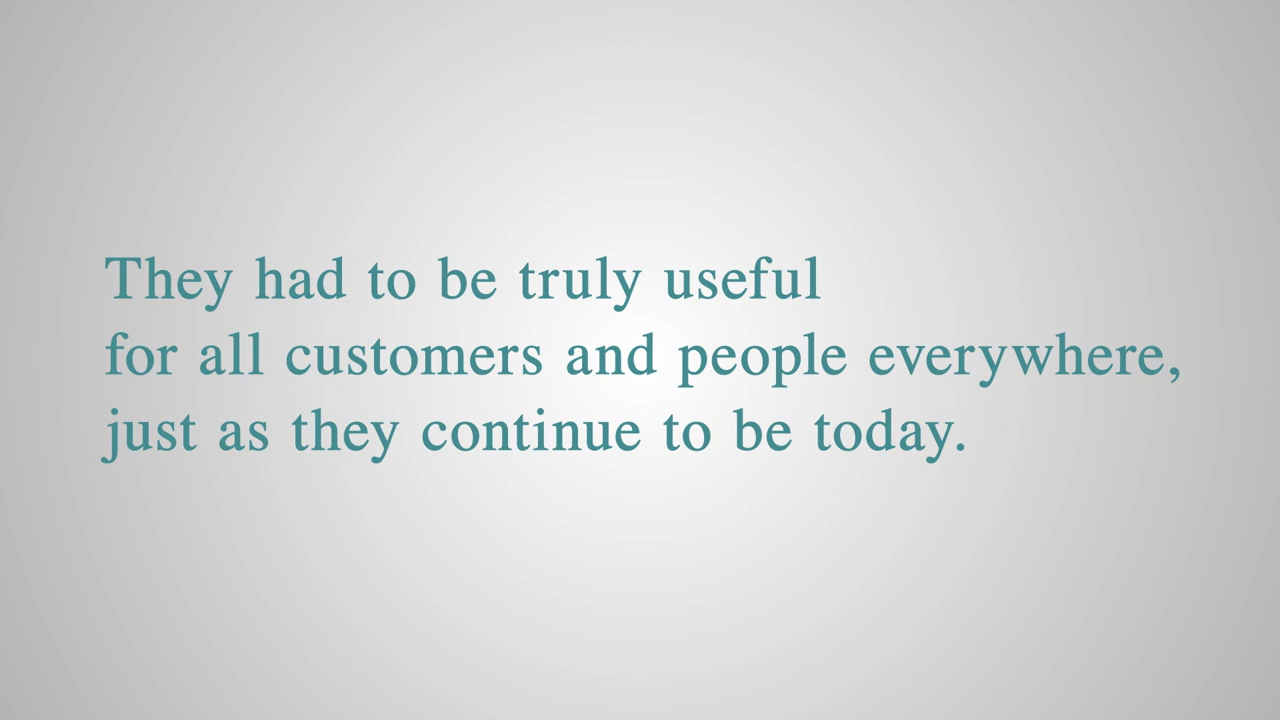 They had to be truly useful
for all customers and people everywhere,
just as they continue to be today.